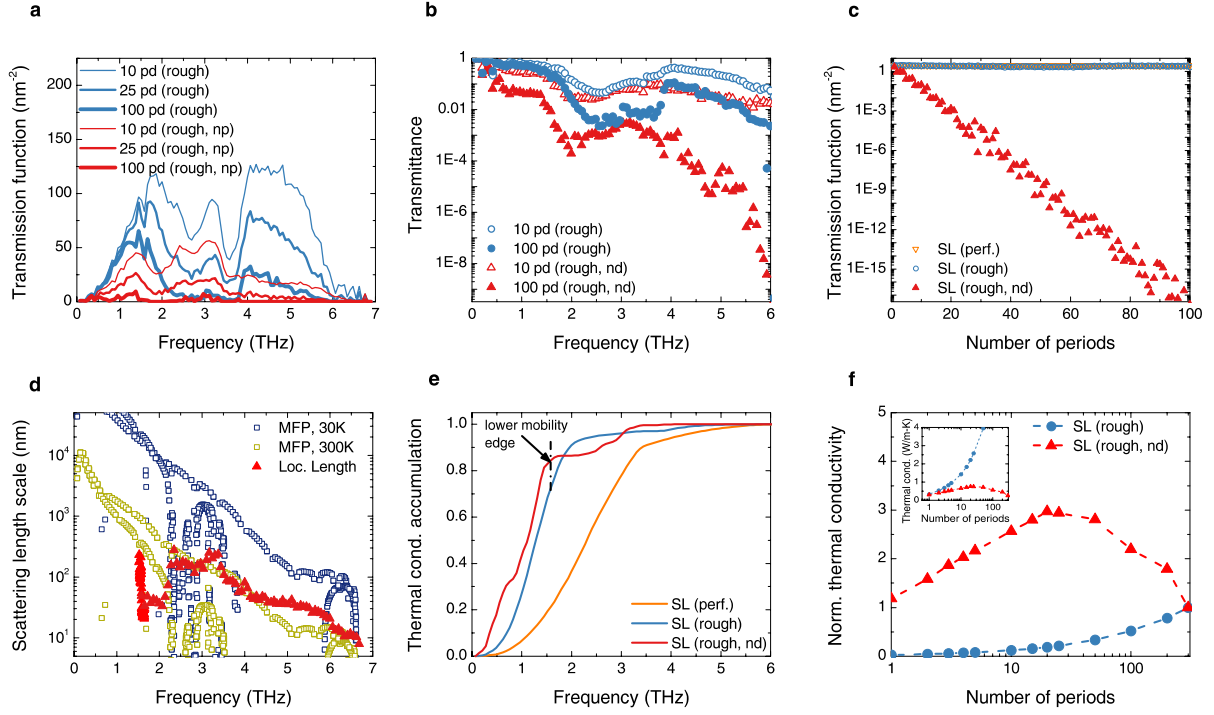 a
Transmission function (nm⁻²)
200
150
100
50
0
10 pd (rough)
25 pd (rough)
100 pd (rough)
10 pd (rough, np)
25 pd (rough, np)
100 pd (rough, np)
0 1 2 3 4 5 6 7
Frequency (THz)
b
Transmittance
1
0.01
1E-4
1E-6
1E-8
10 pd (rough)
100 pd (rough)
10 pd (rough, nd)
100 pd (rough, nd)
0 1 2 3 4 5 6
Frequency (THz)
c
Transmission function (nm⁻²)
1
1E-3
1E-6
1E-9
1E-12
1E-15
SL (perf.)
SL (rough)
SL (rough, nd)
0 20 40 60 80 100
Number of periods
d
Scattering length scale (nm)
10⁴
10³
10²
10¹
MFP, 30K
MFP, 300K
Loc. Length
0 1 2 3 4 5 6 7
Frequency (THz)
e
Thermal cond. accumulation
1.0
0.8
0.6
0.4
0.2
0.0
lower mobility
edge
SL (perf.)
SL (rough)
SL (rough, nd)
0 1 2 3 4 5 6
Frequency (THz)
f
Norm. thermal conductivity
5
4
3
2
1
0
Thermal cond. (W/m-K)
4
3
2
1
0
1 10 100
Number of periods
SL (rough)
SL (rough, nd)
1 10 100
Number of periods